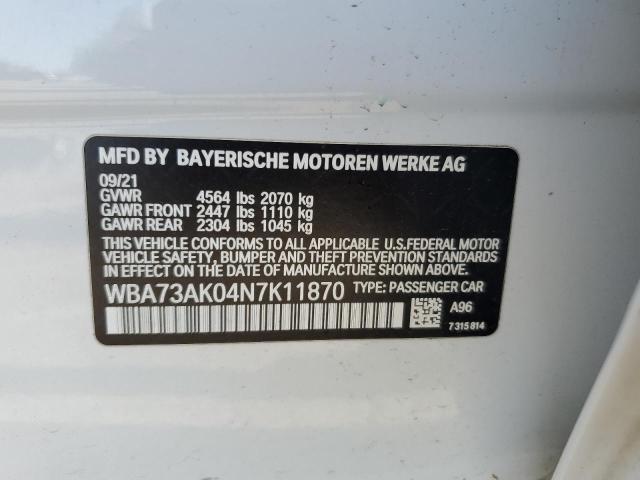 MFD BY BAYERISCHE MOTOREN WERKE AG
09/21
GVWR 4564 lbs 2070 kg
GAWR FRONT 2447 lbs 1110 kg
GAWR REAR 2304 lbs 1045 kg
THIS VEHICLE CONFORMS TO ALL APPLICABLE U.S.FEDERAL MOTOR
VEHICLE SAFETY, BUMPER AND THEFT PREVENTION STANDARDS
IN EFFECT ON THE DATE OF MANUFACTURE SHOWN ABOVE.
WBA73AK04N7K11870 TYPE: PASSENGER CAR
A96
7315814